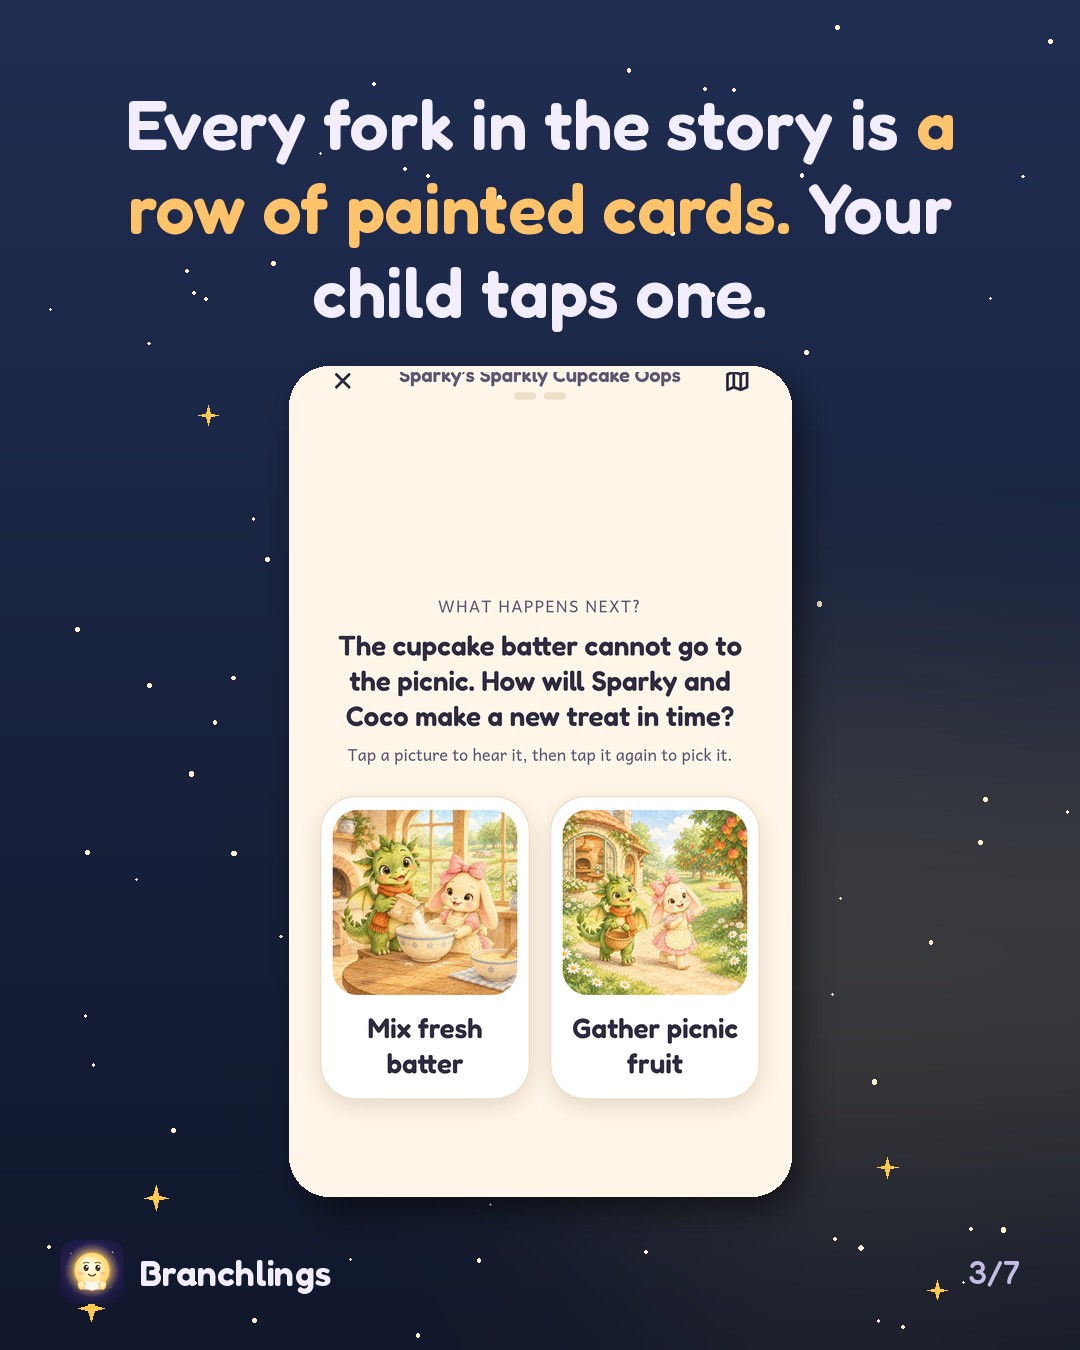 Every fork in the story is a
row of painted cards. Your
child taps one.
Sparky's Sparkly Cupcake Oops
WHAT HAPPENS NEXT?
The cupcake batter cannot go to
the picnic. How will Sparky and
Coco make a new treat in time?
Tap a picture to hear it, then tap it again to pick it.
Mix fresh
batter
Gather picnic
fruit
Branchlings
3/7